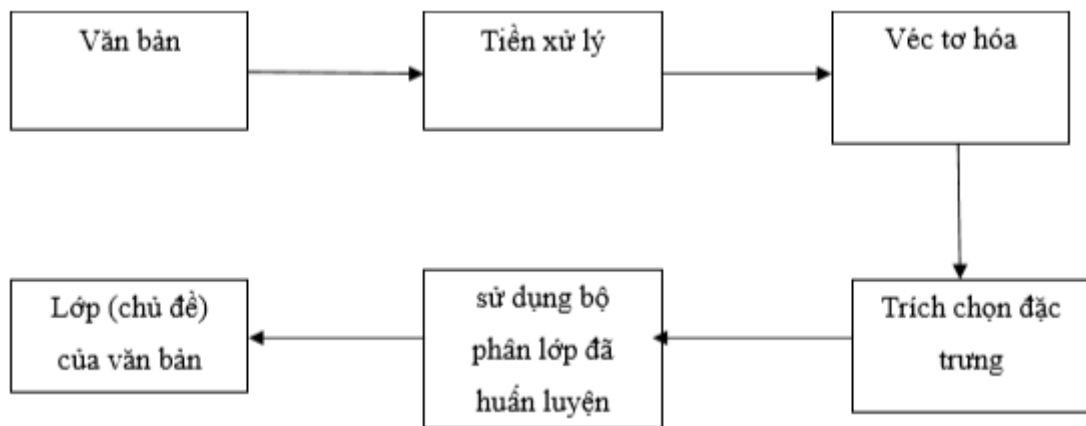 Văn bản
Tiền xử lý
Véc tơ hóa
Trích chọn đặc
trưng
sử dụng bộ
phân lớp đã
huấn luyện
Lớp (chủ đề)
của văn bản